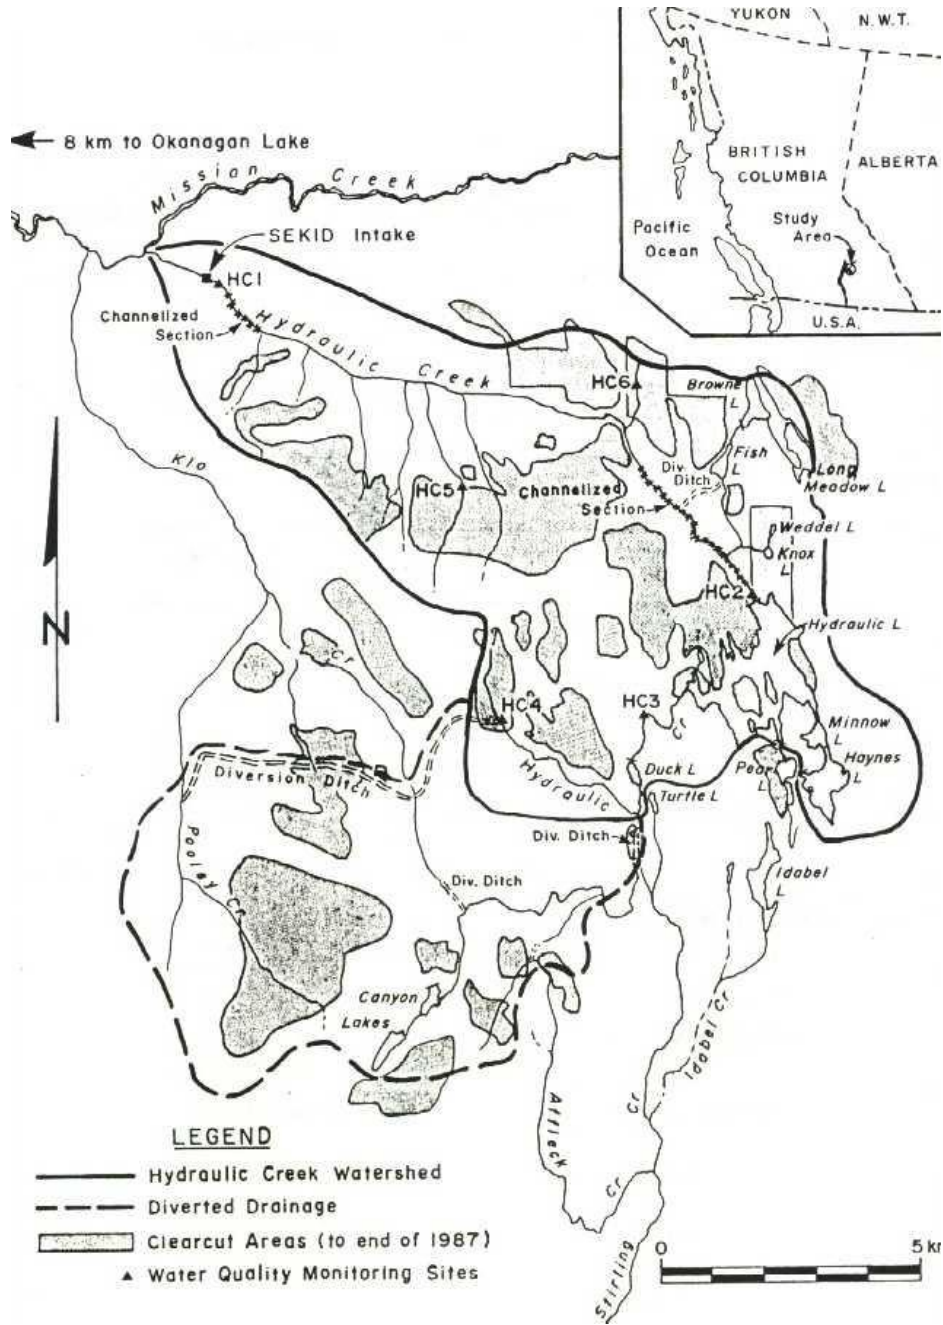 YUKON
N.W.T.
BRITISH
COLUMBIA
ALBERTA
Pacific
Ocean
Study
Area
U.S.A.
8 km to Okanagan Lake
Mission Creek
SEKID Intake
HC1
Channelized
Section
Hydraulic Creek
HC6
Browne
L
Fish
L
Long
Meadow L
Div.
Ditch
Klo
HC5
Channelized
Section
Weddel L
Knox
L
HC2
Hydraulic L
N
Cr
HC4
HC3
Cr
Minnow
L
Haynes
L
Hydraulic
Duck L
Pear
L
Turtle L
Diversion Ditch
Div. Ditch
Pooley Cr
Div. Ditch
Idabel
L
Canyon
Lakes
Idabel Cr
Affleck
Cr
Cr
Stirling
LEGEND
Hydraulic Creek Watershed
Diverted Drainage
Clearcut Areas (to end of 1987)
Water Quality Monitoring Sites
0
5 km